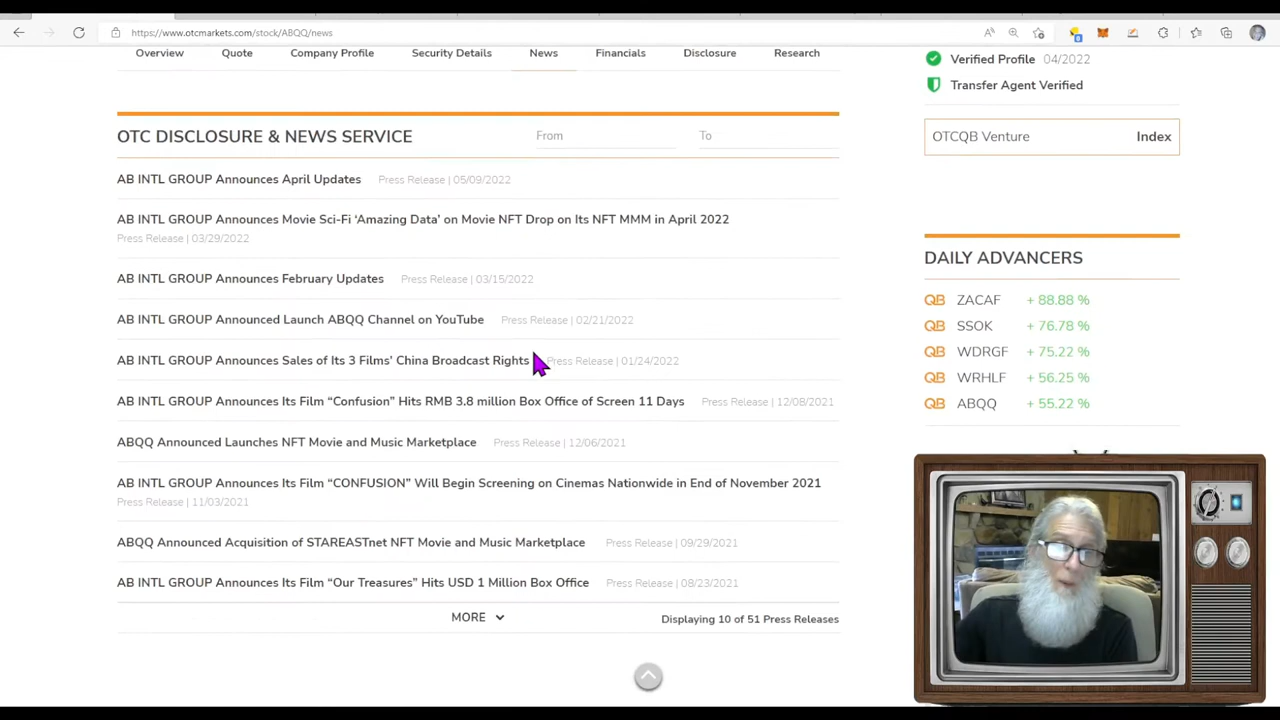 https://www.otcmarkets.com/stock/ABQQ/news
Overview Quote Company Profile Security Details News Financials Disclosure Research
OTC DISCLOSURE & NEWS SERVICE From To
AB INTL GROUP Announces April Updates Press Release | 05/09/2022
AB INTL GROUP Announces Movie Sci-Fi ‘Amazing Data’ on Movie NFT Drop on Its NFT MMM in April 2022
Press Release | 03/29/2022
AB INTL GROUP Announces February Updates Press Release | 03/15/2022
AB INTL GROUP Announced Launch ABQQ Channel on YouTube Press Release | 02/21/2022
AB INTL GROUP Announces Sales of Its 3 Films’ China Broadcast Rights Press Release | 01/24/2022
AB INTL GROUP Announces Its Film “Confusion” Hits RMB 3.8 million Box Office of Screen 11 Days Press Release | 12/08/2021
ABQQ Announced Launches NFT Movie and Music Marketplace Press Release | 12/06/2021
AB INTL GROUP Announces Its Film “CONFUSION” Will Begin Screening on Cinemas Nationwide in End of November 2021
Press Release | 11/03/2021
ABQQ Announced Acquisition of STAREASTnet NFT Movie and Music Marketplace Press Release | 09/29/2021
AB INTL GROUP Announces Its Film “Our Treasures” Hits USD 1 Million Box Office Press Release | 08/23/2021
MORE Displaying 10 of 51 Press Releases
Verified Profile 04/2022
Transfer Agent Verified
OTCQB Venture Index
DAILY ADVANCERS
QB ZACAF + 88.88 %
QB SSOK + 76.78 %
QB WDRGF + 75.22 %
QB WRHLF + 56.25 %
QB ABQQ + 55.22 %